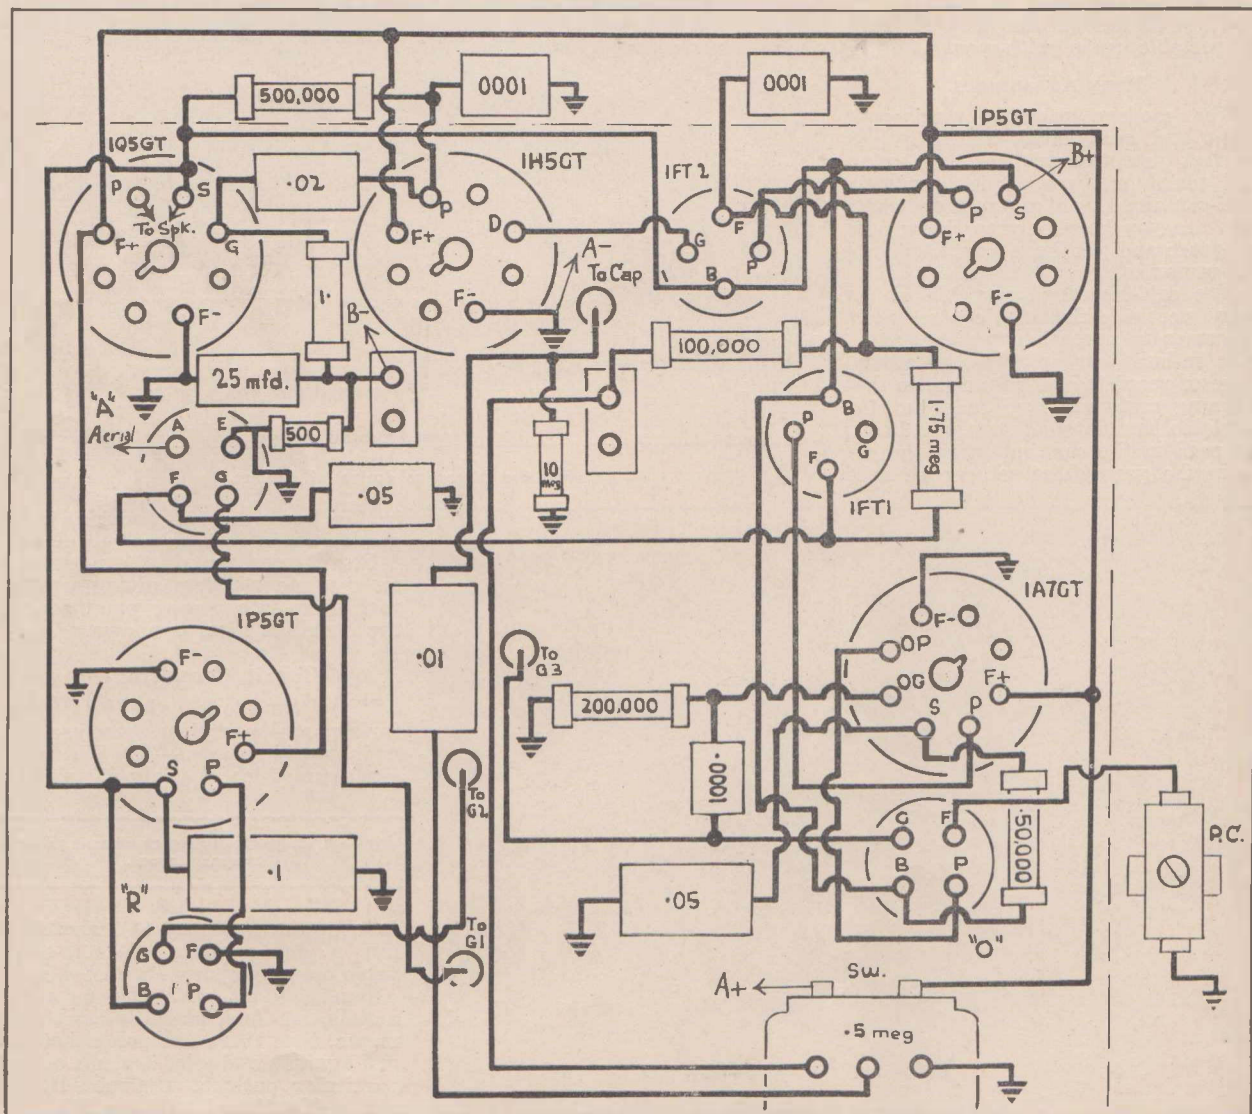 500,000
0001
0001
1P5GT
1Q5GT
1H5GT
IFT 2
B+
P
S
.02
P
D
F
P
S
F+
To Spk.
G
F+
A-
To Cap
G
P
F+
B
F-
1.
B-
F-
F-
25 mfd.
100,000
"A"
Aerial
A
E
500
B
P
G
1.75 meg
F
G
.05
10 meg
F
IFT1
1P5GT
1A7GT
F-
F-
OP
.01
To G3
OG
F+
200,000
S
P
F+
S
P
.0001
To G2
G
F
50,000
P.C.
.1
B
P
"R"
.05
To G1
"O"
G
F
Sw.
A+
B
P
.5 meg